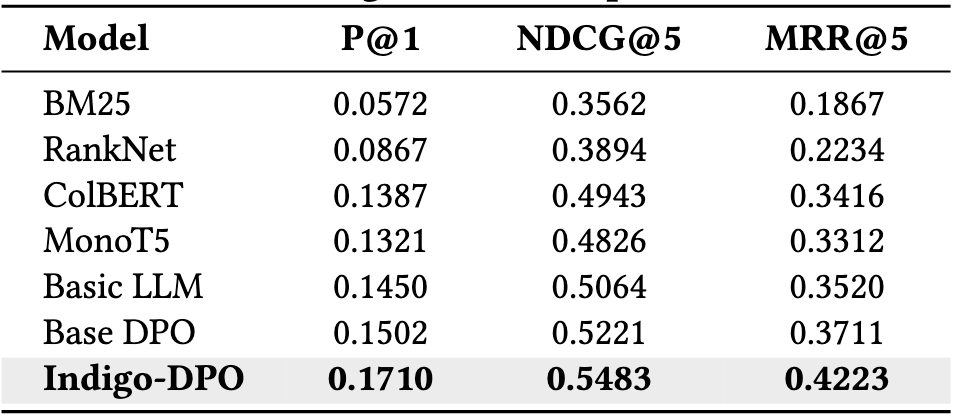 Model P@1 NDCG@5 MRR@5
BM25 0.0572 0.3562 0.1867
RankNet 0.0867 0.3894 0.2234
ColBERT 0.1387 0.4943 0.3416
MonoT5 0.1321 0.4826 0.3312
Basic LLM 0.1450 0.5064 0.3520
Base DPO 0.1502 0.5221 0.3711
Indigo-DPO 0.1710 0.5483 0.4223